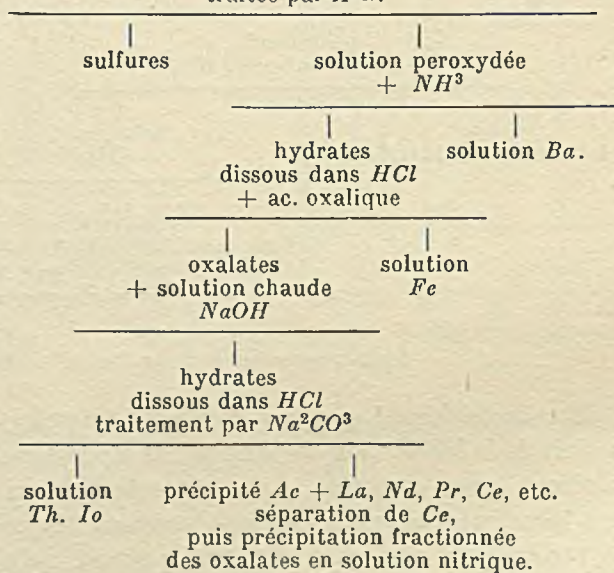 sulfures
solution peroxydée
+ NH³
hydrates
dissous dans HCl
+ ac. oxalique
solution Ba.
oxalates
+ solution chaude
NaOH
solution
Fe
hydrates
dissous dans HCl
traitement par Na²CO³
solution
Th. Io
précipité Ac + La, Nd, Pr, Ce, etc.
séparation de Ce,
puis précipitation fractionnée
des oxalates en solution nitrique.